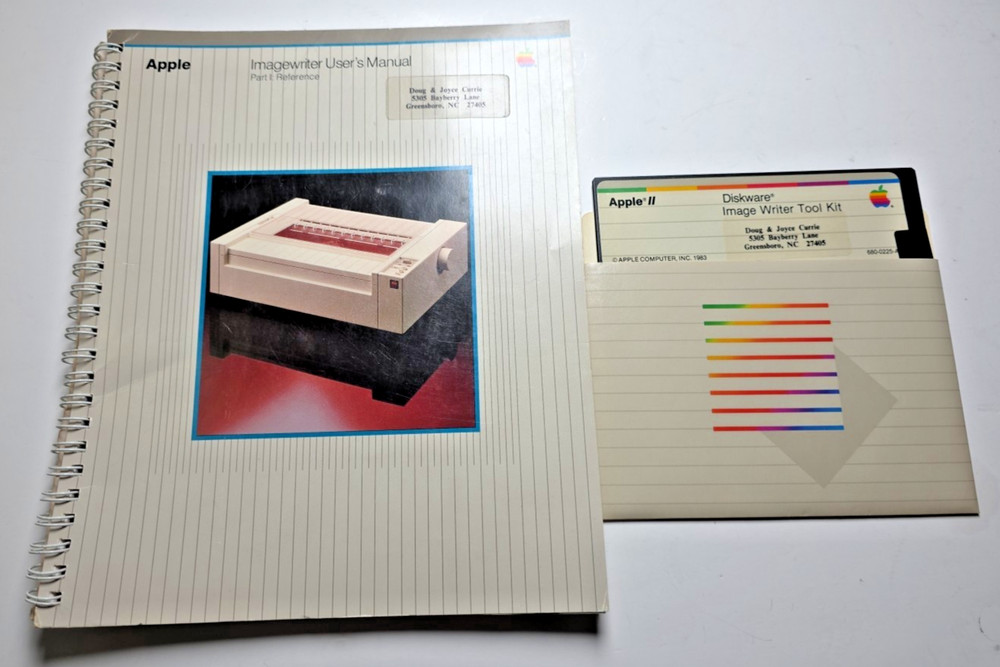 Apple
Imagewriter User's Manual
Part I: Reference
Doug & Joyce Currie
5305 Bayberry Lane
Greensboro, NC 27405
Apple® II
Diskware®
Image Writer Tool Kit
Doug & Joyce Currie
5305 Bayberry Lane
Greensboro, NC 27405
© APPLE COMPUTER, INC. 1983